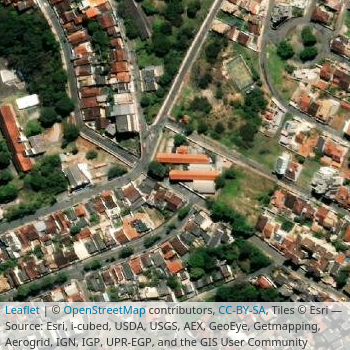 Leaflet | © OpenStreetMap contributors, CC-BY-SA, Tiles © Esri —
Source: Esri, i-cubed, USDA, USGS, AEX, GeoEye, Getmapping,
Aerogrid, IGN, IGP, UPR-EGP, and the GIS User Community